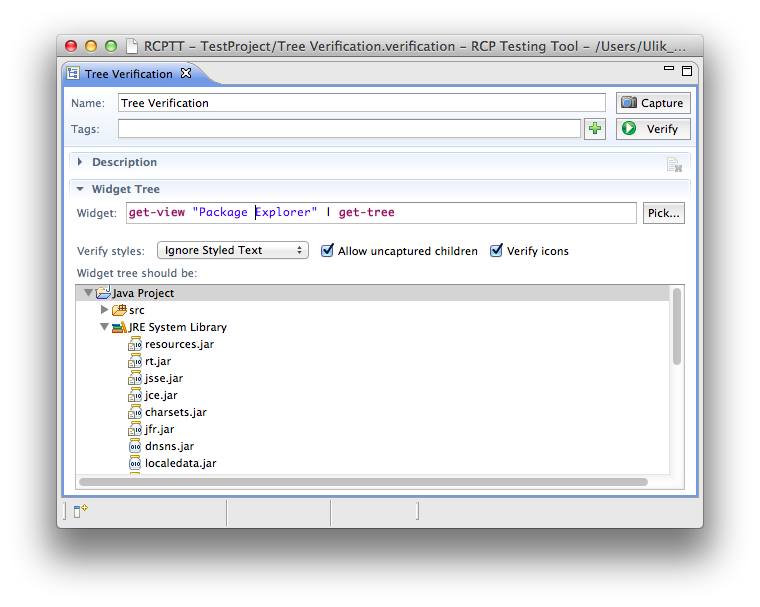 RCPTT – TestProject/Tree Verification.verification – RCP Testing Tool – /Users/Ulik_...
Tree Verification
Name: Tree Verification Capture
Tags: Verify
Description
Widget Tree
Widget: get-view "Package Explorer" | get-tree Pick...
Verify styles: Ignore Styled Text Allow uncaptured children Verify icons
Widget tree should be:
Java Project
src
JRE System Library
resources.jar
rt.jar
jsse.jar
jce.jar
charsets.jar
jfr.jar
dnsns.jar
localedata.jar